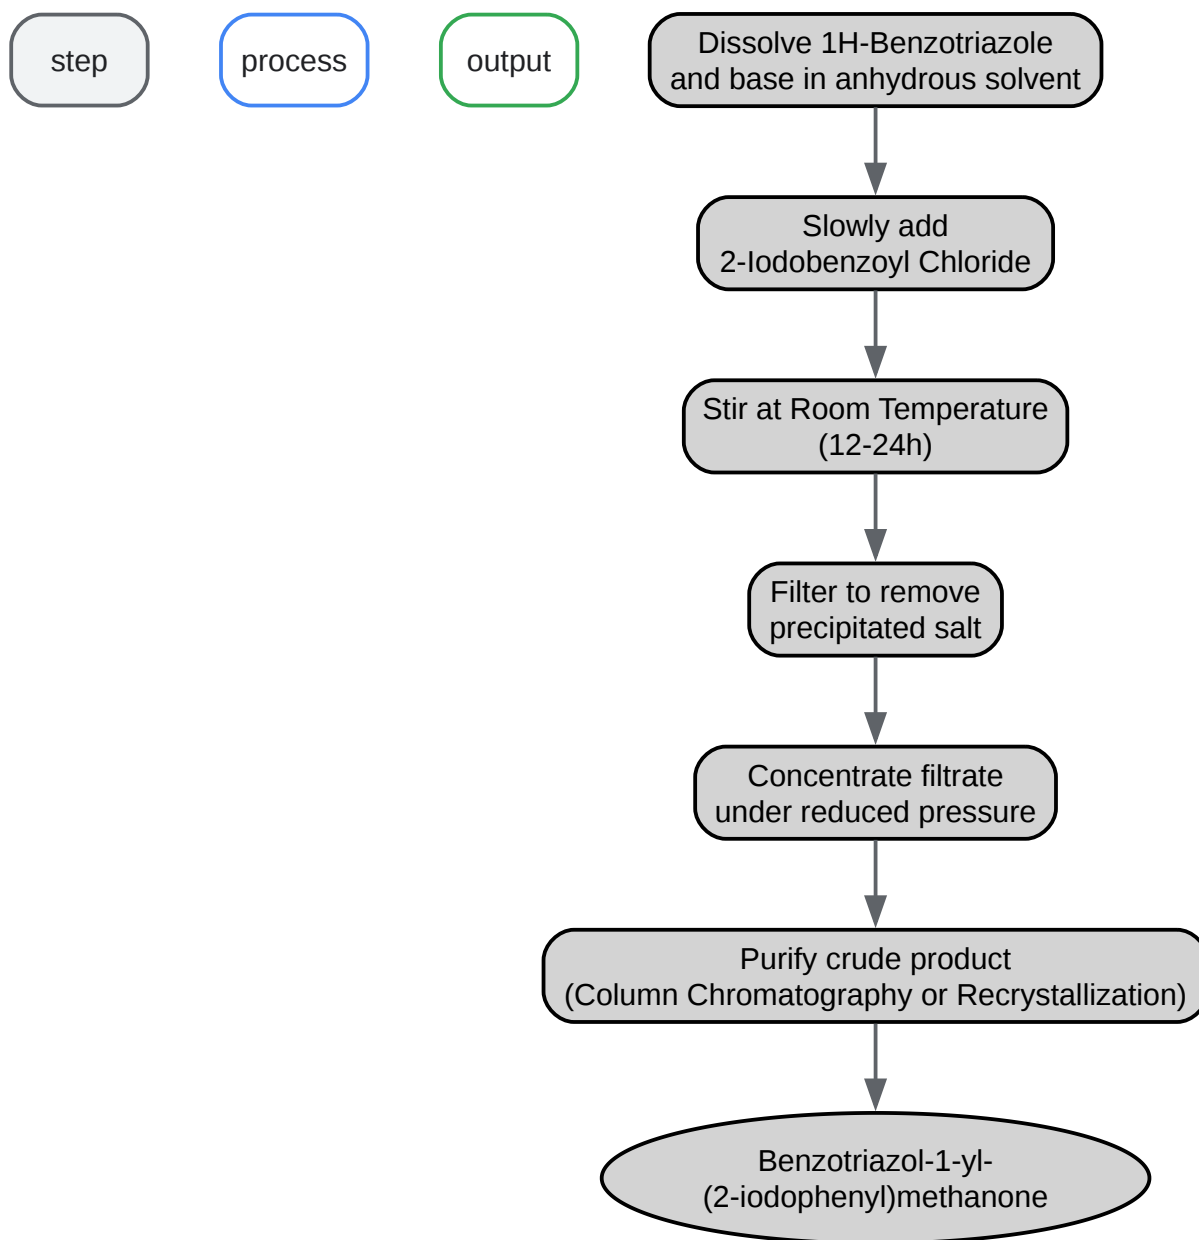 step
process
output
Dissolve 1H-Benzotriazole
and base in anhydrous solvent
Slowly add
2-Iodobenzoyl Chloride
Stir at Room Temperature
(12-24h)
Filter to remove
precipitated salt
Concentrate filtrate
under reduced pressure
Purify crude product
(Column Chromatography or Recrystallization)
Benzotriazol-1-yl-
(2-iodophenyl)methanone